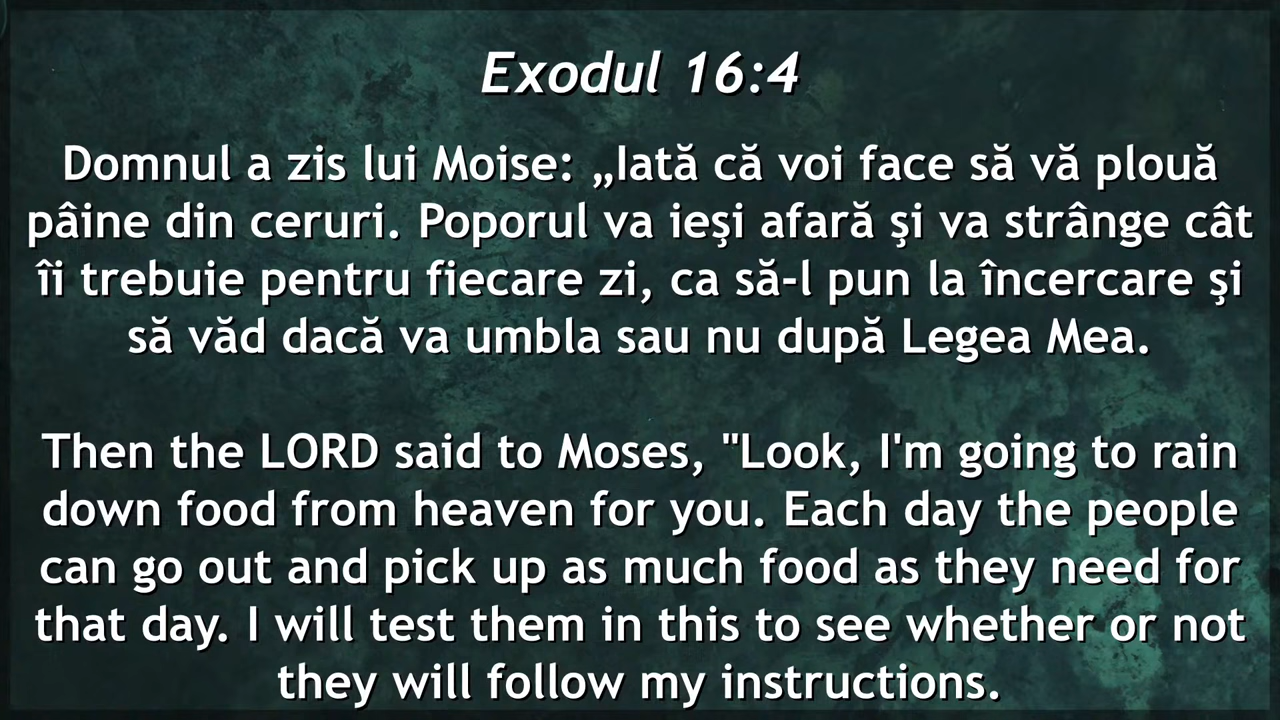 Exodul 16:4
Domnul a zis lui Moise: „Iată că voi face să vă plouă
pâine din ceruri. Poporul va ieşi afară şi va strânge cât
îi trebuie pentru fiecare zi, ca să-l pun la încercare şi
să văd dacă va umbla sau nu după Legea Mea.
Then the LORD said to Moses, "Look, I'm going to rain
down food from heaven for you. Each day the people
can go out and pick up as much food as they need for
that day. I will test them in this to see whether or not
they will follow my instructions.